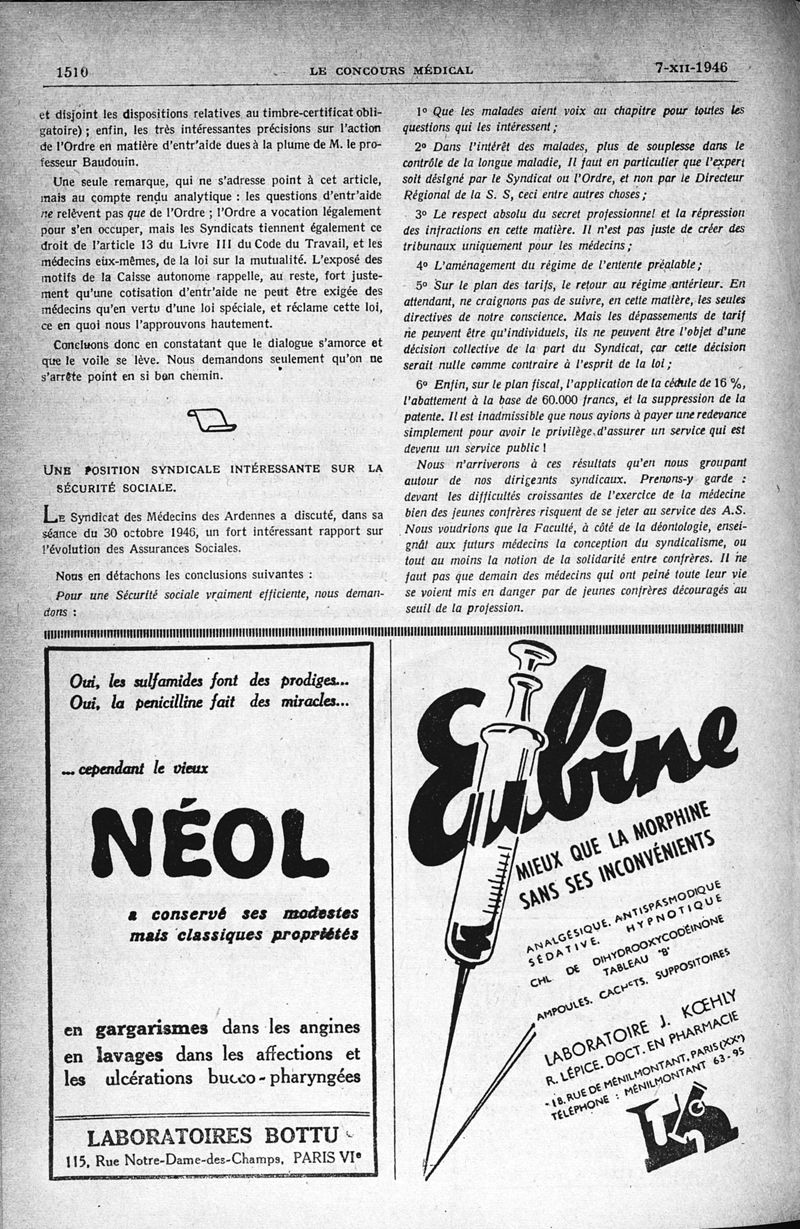 1510
LE CONCOURS MÉDICAL
7-XII-1946
et disjoint les dispositions relatives au timbre-certificat obli-
gatoire) ; enfin, les très intéressantes précisions sur l'action
de l'Ordre en matière d'entr'aide dues à la plume de M. le pro-
fesseur Baudouin.
Une seule remarque, qui ne s'adresse point à cet article,
mais au compte rendu analytique : les questions d'entr'aide
ne relèvent pas que de l'Ordre ; l'Ordre a vocation légalement
pour s'en occuper, mais les Syndicats tiennent également ce
droit de l'article 13 du Livre III du Code du Travail, et les
médecins eux-mêmes, de la loi sur la mutualité. L'exposé des
motifs de la Caisse autonome rappelle, au reste, fort juste-
ment qu'une cotisation d'entr'aide ne peut être exigée des
médecins qu'en vertu d'une loi spéciale, et réclame cette loi,
ce en quoi nous l'approuvons hautement.
Concluons donc en constatant que le dialogue s'amorce et
que le voile se lève. Nous demandons seulement qu'on ne
s'arrête point en si bon chemin.
UNE POSITION SYNDICALE INTÉRESSANTE SUR LA
SÉCURITÉ SOCIALE.
LE Syndicat des Médecins des Ardennes a discuté, dans sa
séance du 30 octobre 1946, un fort intéressant rapport sur
l'évolution des Assurances Sociales.
Nous en détachons les conclusions suivantes :
Pour une Sécurité sociale vraiment efficiente, nous deman-
dons :
1° Que les malades aient voix au chapitre pour toutes les
questions qui les intéressent ;
2° Dans l'intérêt des malades, plus de souplesse dans le
contrôle de la longue maladie, Il faut en particulier que l'expert
soit désigné par le Syndicat ou l'Ordre, et non par le Directeur
Régional de la S. S, ceci entre autres choses ;
3° Le respect absolu du secret professionnel et la répression
des infractions en cette matière. Il n'est pas juste de créer des
tribunaux uniquement pour les médecins ;
4° L'aménagement du régime de l'entente préalable ;
5° Sur le plan des tarifs, le retour au régime antérieur. En
attendant, ne craignons pas de suivre, en cette matière, les seules
directives de notre conscience. Mais les dépassements de tarif
ne peuvent être qu'individuels, ils ne peuvent être l'objet d'une
décision collective de la part du Syndicat, car cette décision
serait nulle comme contraire à l'esprit de la loi ;
6° Enfin, sur le plan fiscal, l'application de la cédule de 16 %,
l'abattement à la base de 60.000 francs, et la suppression de la
patente. Il est inadmissible que nous ayions à payer une redevance
simplement pour avoir le privilège d'assurer un service qui est
devenu un service public !
Nous n'arriverons à ces résultats qu'en nous groupant
autour de nos dirigeants syndicaux. Prenons-y garde :
devant les difficultés croissantes de l'exercice de la médecine
bien des jeunes confrères risquent de se jeter au service des A.S.
Nous voudrions que la Faculté, à côté de la déontologie, ensei-
gnât aux futurs médecins la conception du syndicalisme, ou
tout au moins la notion de la solidarité entre confrères. Il ne
faut pas que demain des médecins qui ont peiné toute leur vie
se voient mis en danger par de jeunes confrères découragés au
seuil de la profession.
Oui, les sulfamides font des prodiges...
Oui, la penicilline fait des miracles...
... cependant le vieux
NÉOL
a conservé ses modestes
mais classiques propriétés
en gargarismes dans les angines
en lavages dans les affections et
les ulcérations bucco-pharyngées
LABORATOIRES BOTTU
115, Rue Notre-Dame-des-Champs, PARIS VIe
Eubine
MIEUX QUE LA MORPHINE
SANS SES INCONVÉNIENTS
ANALGÉSIQUE, ANTISPASMODIQUE
SÉDATIVE, HYPNOTIQUE
CHL DE DIHYDROOXYCODÉINÔNE
TABLEAU "B"
AMPOULES, CACHETS, SUPPOSITOIRES
LABORATOIRE J. KŒHLY
R. LÉPICE. DOCT. EN PHARMACIE
-18, RUE DE MÉNILMONTANT, PARIS (XXe)
TÉLÉPHONE : MÉNILMONTANT 63-95